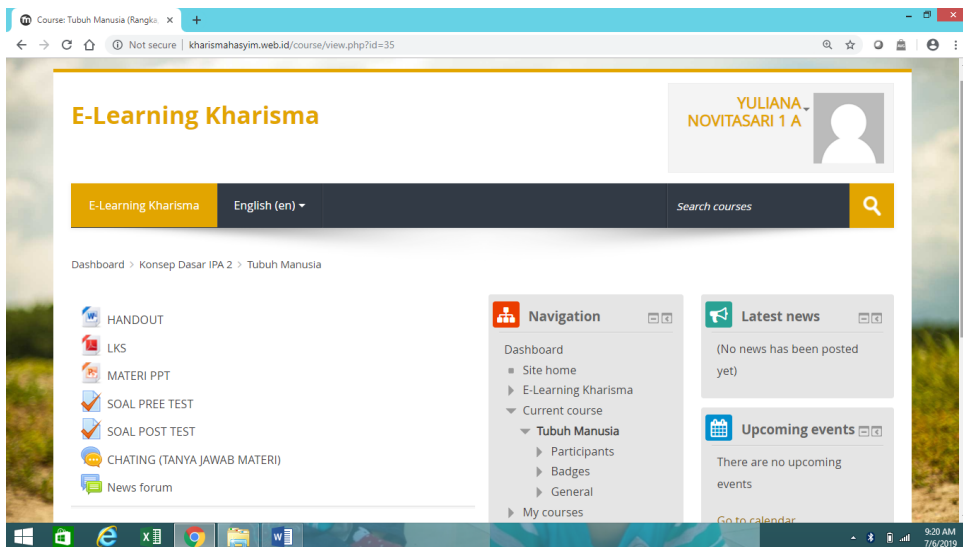 Course: Tubuh Manusia (Rangka
Not secure | kharismahasyim.web.id/course/view.php?id=35
E-Learning Kharisma
YULIANA
NOVITASARI 1 A
E-Learning Kharisma
English (en)
Search courses
Dashboard > Konsep Dasar IPA 2 > Tubuh Manusia
HANDOUT
LKS
MATERI PPT
SOAL PREE TEST
SOAL POST TEST
CHATING (TANYA JAWAB MATERI)
News forum
Navigation
Dashboard
Site home
E-Learning Kharisma
Current course
Tubuh Manusia
Participants
Badges
General
My courses
Latest news
(No news has been posted
yet)
Upcoming events
There are no upcoming
events
Go to calendar
9:20 AM
7/6/2019